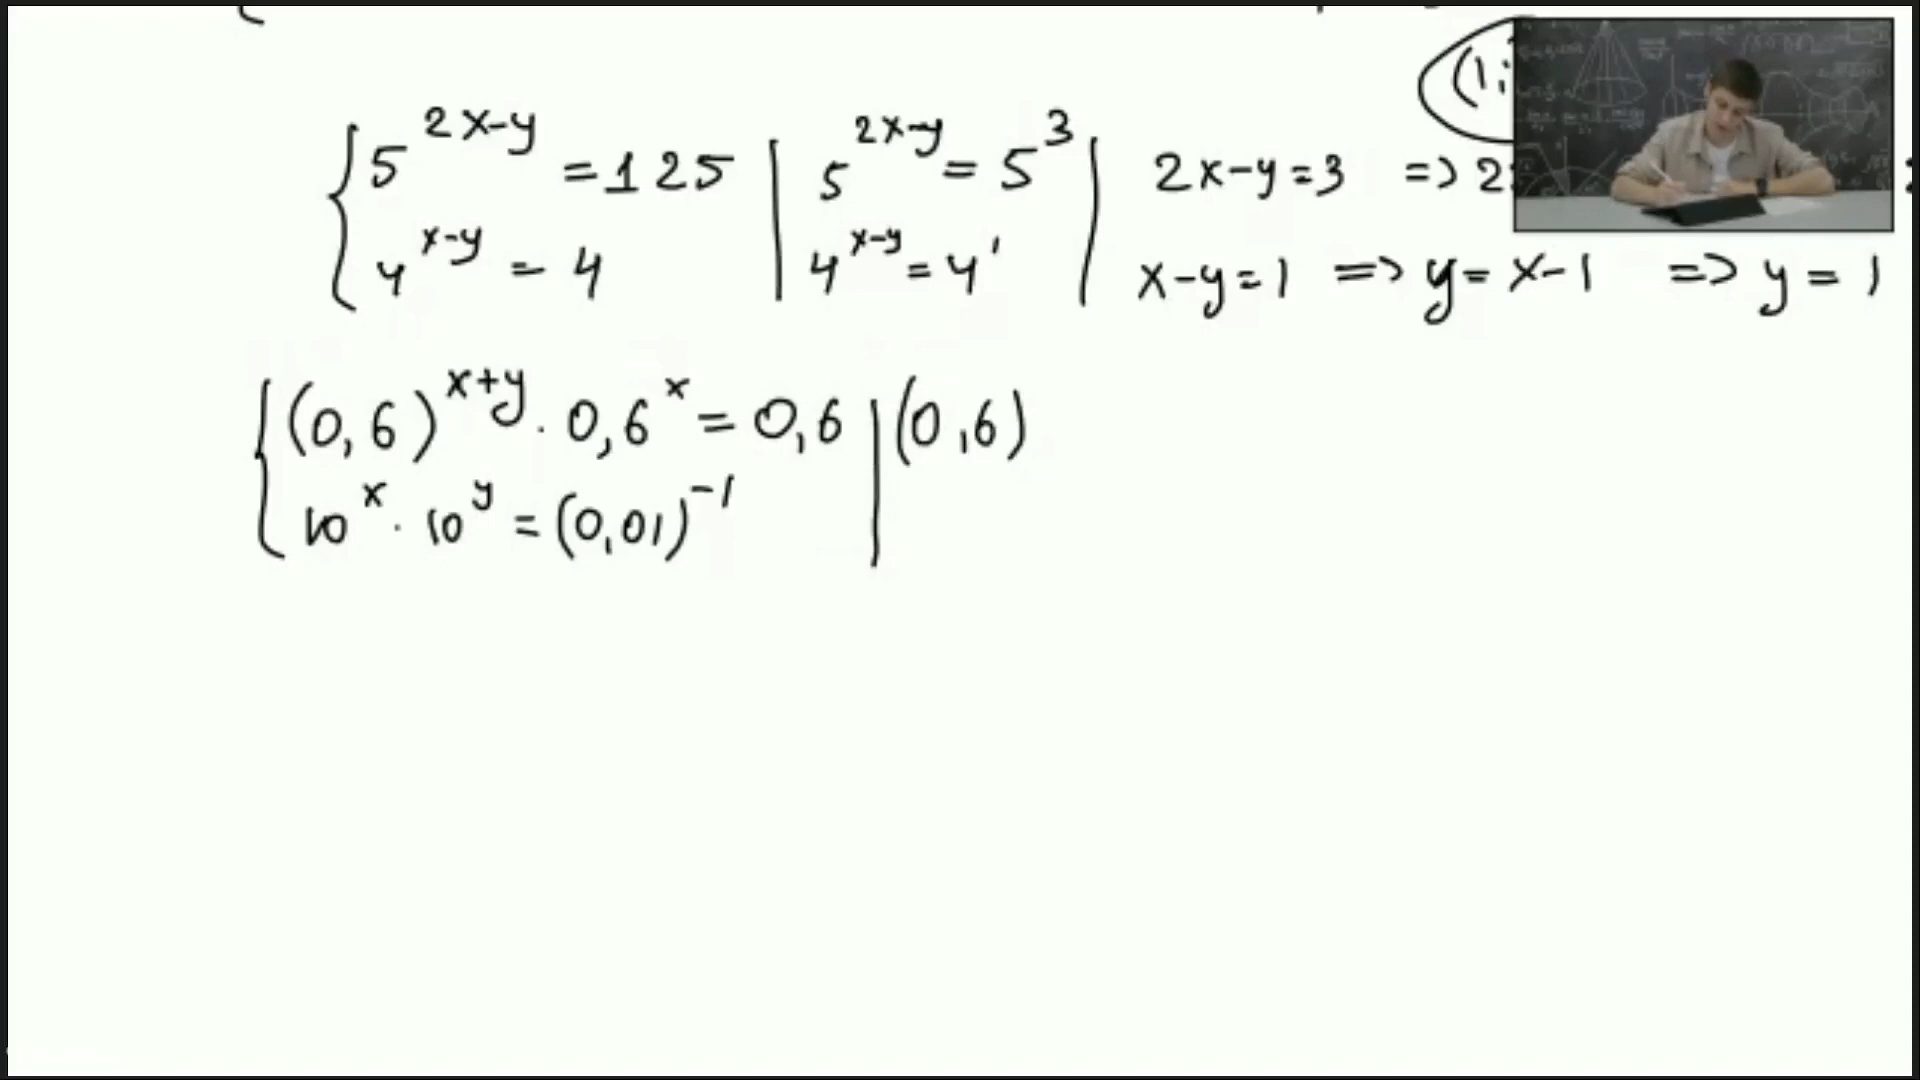 (1;
5^{2x-y} = 125 | 5^{2x-y} = 5^3 | 2x-y=3 => 2
4^{x-y} = 4 | 4^{x-y} = 4^1 | x-y=1 => y=x-1 => y=1
(0,6)^{x+y} · 0,6^x = 0,6 | (0,6)
10^x · 10^y = (0,01)^{-1}